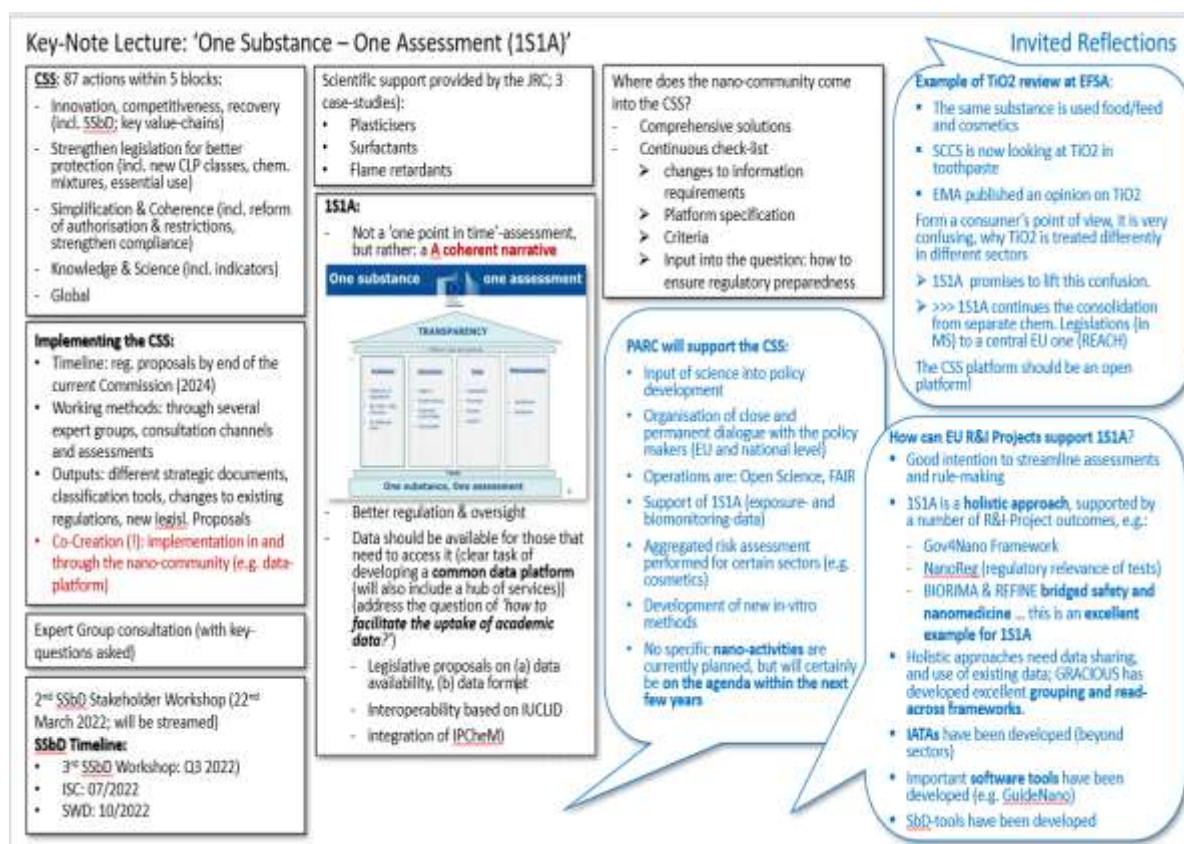 Key-Note Lecture: 'One Substance – One Assessment (1S1A)'
Invited Reflections
CSS: 87 actions within 5 blocks:
- Innovation, competitiveness, recovery
(incl. SSbD; key value-chains)
- Strengthen legislation for better
protection (incl. new CLP classes, chem.
mixtures, essential use)
- Simplification & Coherence (incl. reform
of authorisation & restrictions,
strengthen compliance)
- Knowledge & Science (incl. indicators)
- Global
Implementing the CSS:
• Timeline: reg. proposals by end of the
current Commission (2024)
• Working methods: through several
expert groups, consultation channels
and assessments
• Outputs: different strategic documents,
classification tools, changes to existing
regulations, new legisl. Proposals
• Co-Creation (!): implementation in and
through the nano-community (e.g. data-
platform)
Expert Group consultation (with key-
questions asked)
2nd SSbD Stakeholder Workshop (22nd
March 2022; will be streamed)
SSbD Timeline:
• 3rd SSbD Workshop: Q3 2022)
• ISC: 07/2022
• SWD: 10/2022
Scientific support provided by the JRC; 3
case-studies):
• Plasticisers
• Surfactants
• Flame retardants
1S1A:
- Not a 'one point in time'-assessment,
but rather: a A coherent narrative
One substance one assessment
TRANSPARENCY
One substance, One assessment
- Better regulation & oversight
- Data should be available for those that
need to access it (clear task of
developing a common data platform
(will also include a hub of services))
(address the question of 'how to
facilitate the uptake of academic
data?')
- Legislative proposals on (a) data
availability, (b) data format
- Interoperability based on IUCLID
- integration of IPCheM)
Where does the nano-community come
into the CSS?
- Comprehensive solutions
- Continuous check-list
➢ changes to information
requirements
➢ Platform specification
➢ Criteria
➢ Input into the question: how to
ensure regulatory preparedness
PARC will support the CSS:
• Input of science into policy
development
• Organisation of close and
permanent dialogue with the policy
makers (EU and national level)
• Operations are: Open Science, FAIR
• Support of 1S1A (exposure- and
biomonitoring-data)
• Aggregated risk assessment
performed for certain sectors (e.g.
cosmetics)
• Development of new in-vitro
methods
• No specific nano-activities are
currently planned, but will certainly
be on the agenda within the next
few years
Example of TiO2 review at EFSA:
▪ The same substance is used food/feed
and cosmetics
▪ SCCS is now looking at TiO2 in
toothpaste
▪ EMA published an opinion on TiO2
Form a consumer's point of view, it is very
confusing, why TiO2 is treated differently
in different sectors
➢ 1S1A promises to lift this confusion.
➢ >>> 1S1A continues the consolidation
from separate chem. Legislations (in
MS) to a central EU one (REACH)
The CSS platform should be an open
platform!
How can EU R&I Projects support 1S1A?
▪ Good intention to streamline assessments
and rule-making
▪ 1S1A is a holistic approach, supported by
a number of R&I-Project outcomes, e.g.:
- Gov4Nano Framework
- NanoReg (regulatory relevance of tests)
- BIORIMA & REFINE bridged safety and
nanomedicine ... this is an excellent
example for 1S1A
▪ Holistic approaches need data sharing,
and use of existing data; GRACIOUS has
developed excellent grouping and read-
across frameworks.
▪ IATAs have been developed (beyond
sectors)
▪ Important software tools have been
developed (e.g. GuideNano)
▪ SbD-tools have been developed